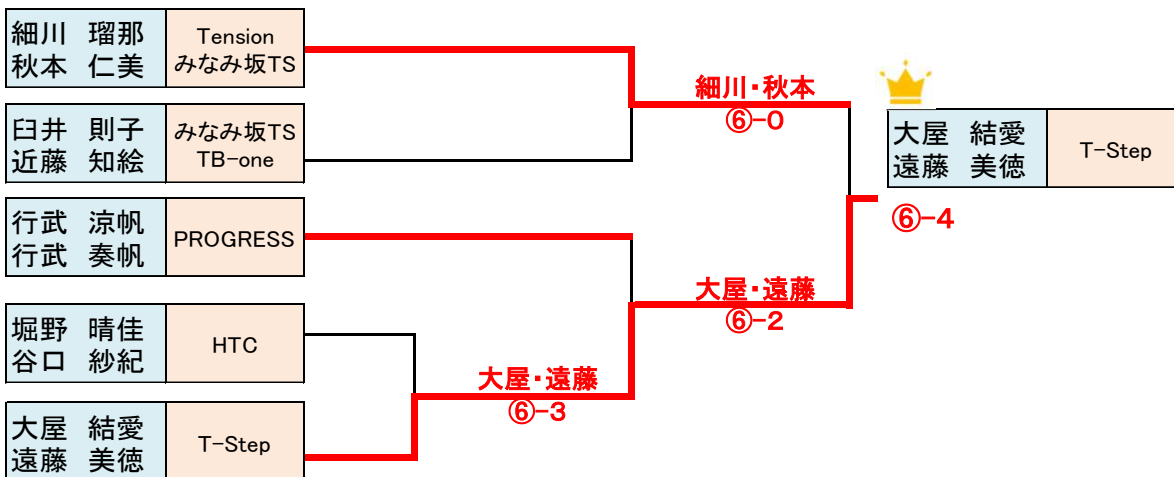 細川　瑠那
秋本　仁美
Tension
みなみ坂TS
細川・秋本
⑥-0
臼井　則子
近藤　知絵
みなみ坂TS
TB-one
大屋　結愛
遠藤　美徳
T-Step
⑥-4
行武　涼帆
行武　奏帆
PROGRESS
大屋・遠藤
⑥-2
堀野　晴佳
谷口　紗紀
HTC
大屋・遠藤
⑥-3
大屋　結愛
遠藤　美徳
T-Step